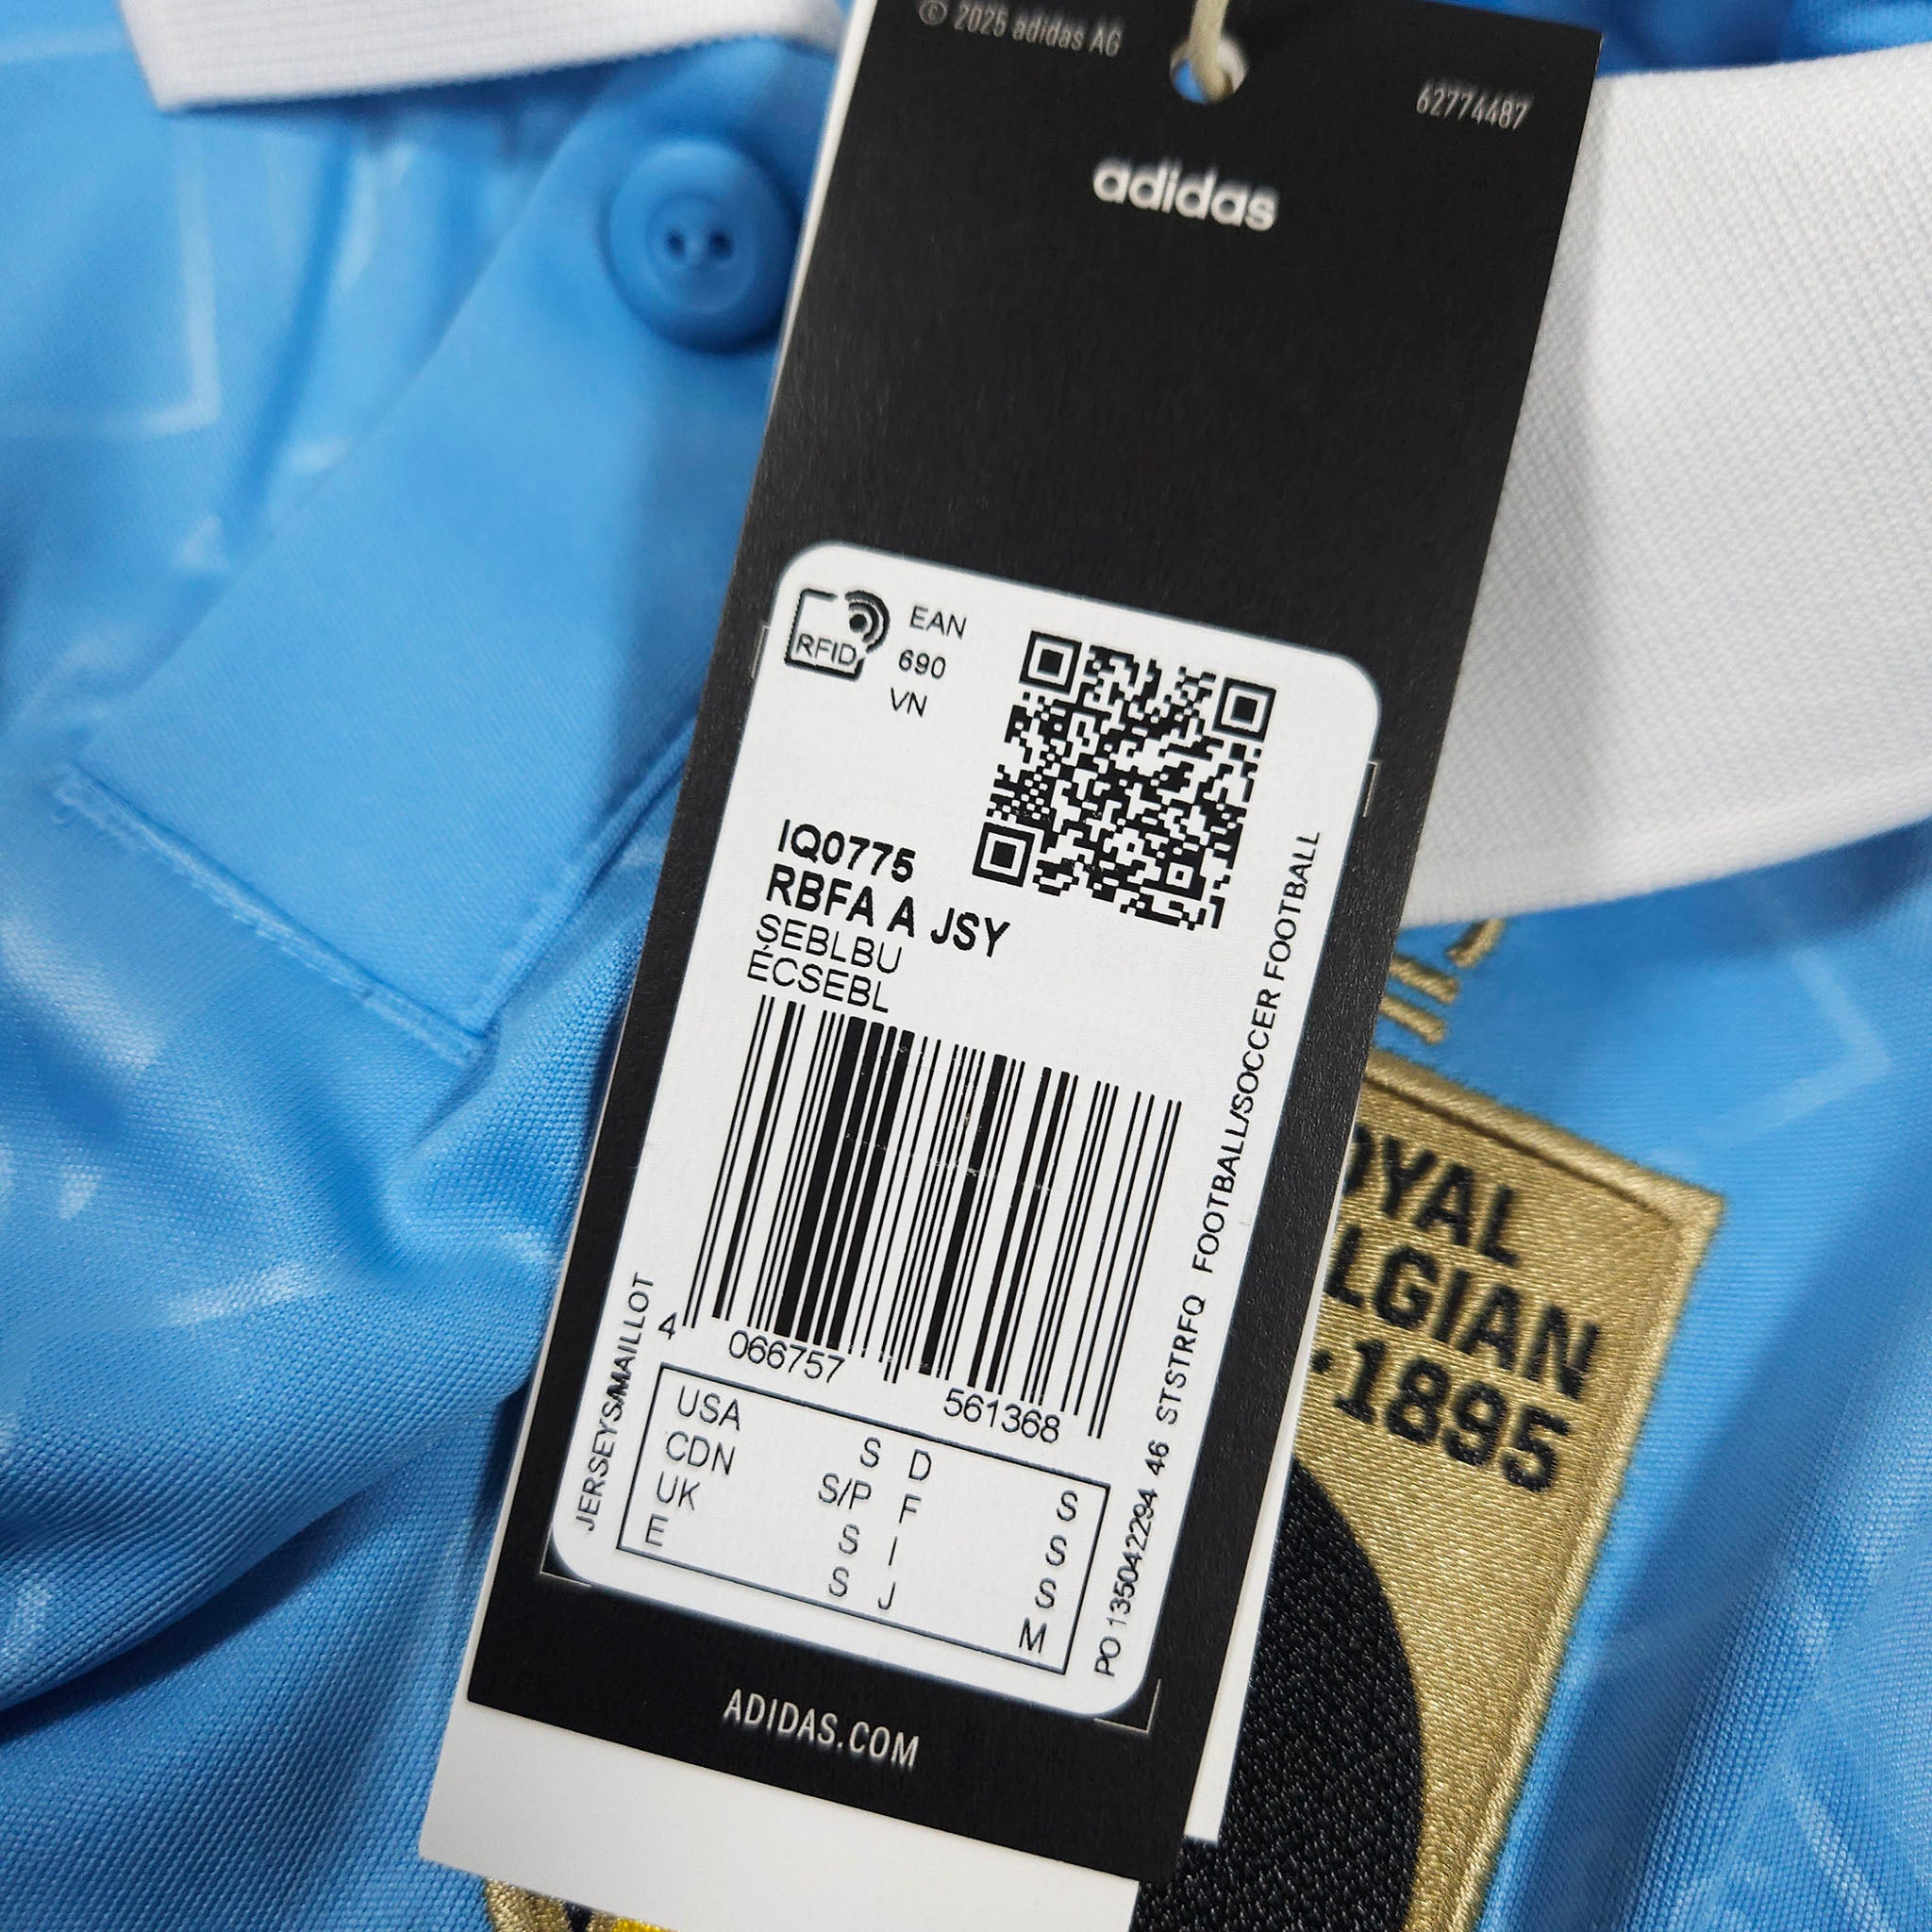 © 2025 adidas AG
62774487
adidas
RFID
EAN
690
VN
IQ0775
RBFA A JSY
SEBLBU
ÉCSEBL
4 066757 561368
JERSEYS/MAILLOT
USA S D S
CDN S/P F S
UK S I S
E S J M
PO 135042294 46 STSTRFQ FOOTBALL/SOCCER FOOTBALL
ADIDAS.COM
OYAL
LGIAN
·1895